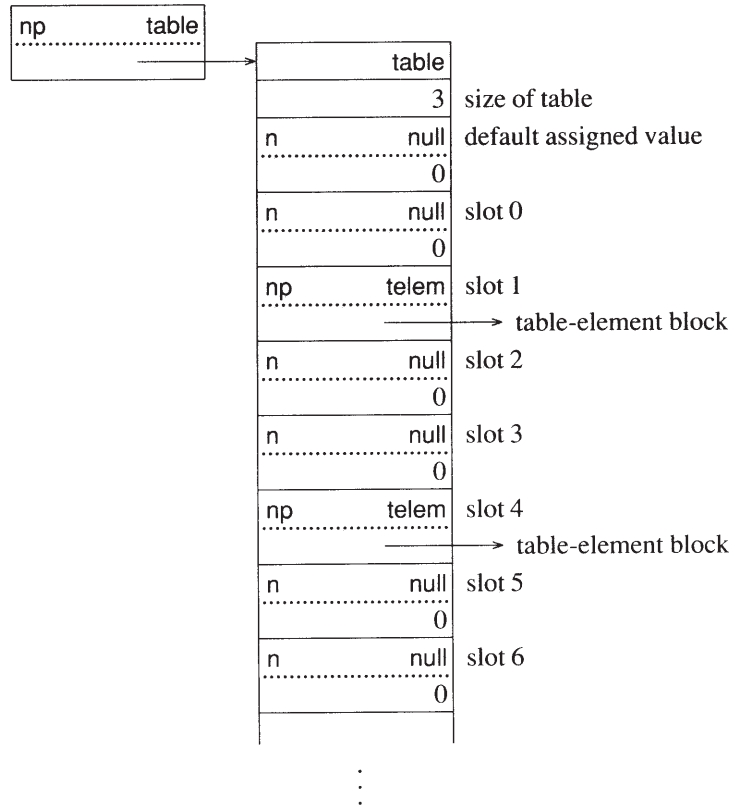 np table
table
3 size of table
n null default assigned value
0
n null slot 0
0
np telem slot 1
table-element block
n null slot 2
0
n null slot 3
0
np telem slot 4
table-element block
n null slot 5
0
n null slot 6
0